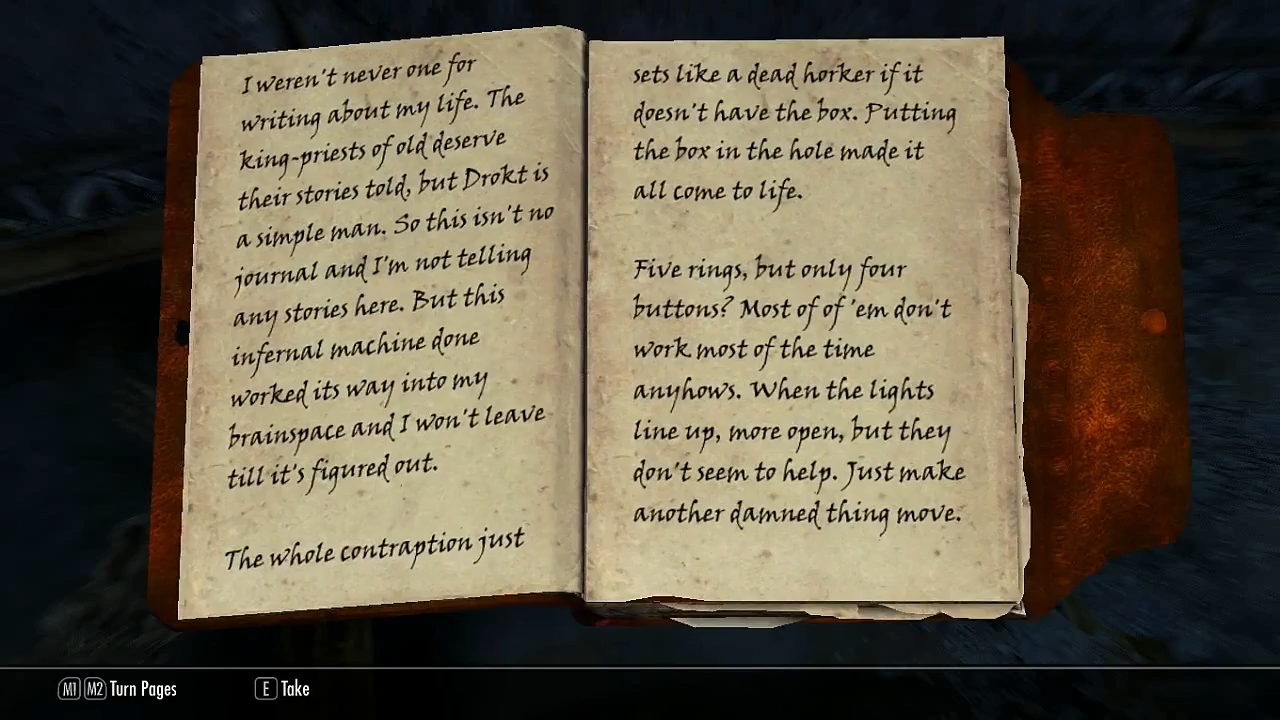 I weren't never one for
writing about my life. The
king-priests of old deserve
their stories told, but Drokt is
a simple man. So this isn't no
journal and I'm not telling
any stories here. But this
infernal machine done
worked its way into my
brainspace and I won't leave
till it's figured out.
The whole contraption just
sets like a dead horker if it
doesn't have the box. Putting
the box in the hole made it
all come to life.
Five rings, but only four
buttons? Most of of 'em don't
work most of the time
anyhows. When the lights
line up, more open, but they
don't seem to help. Just make
another damned thing move.
M1 M2 Turn Pages
E Take